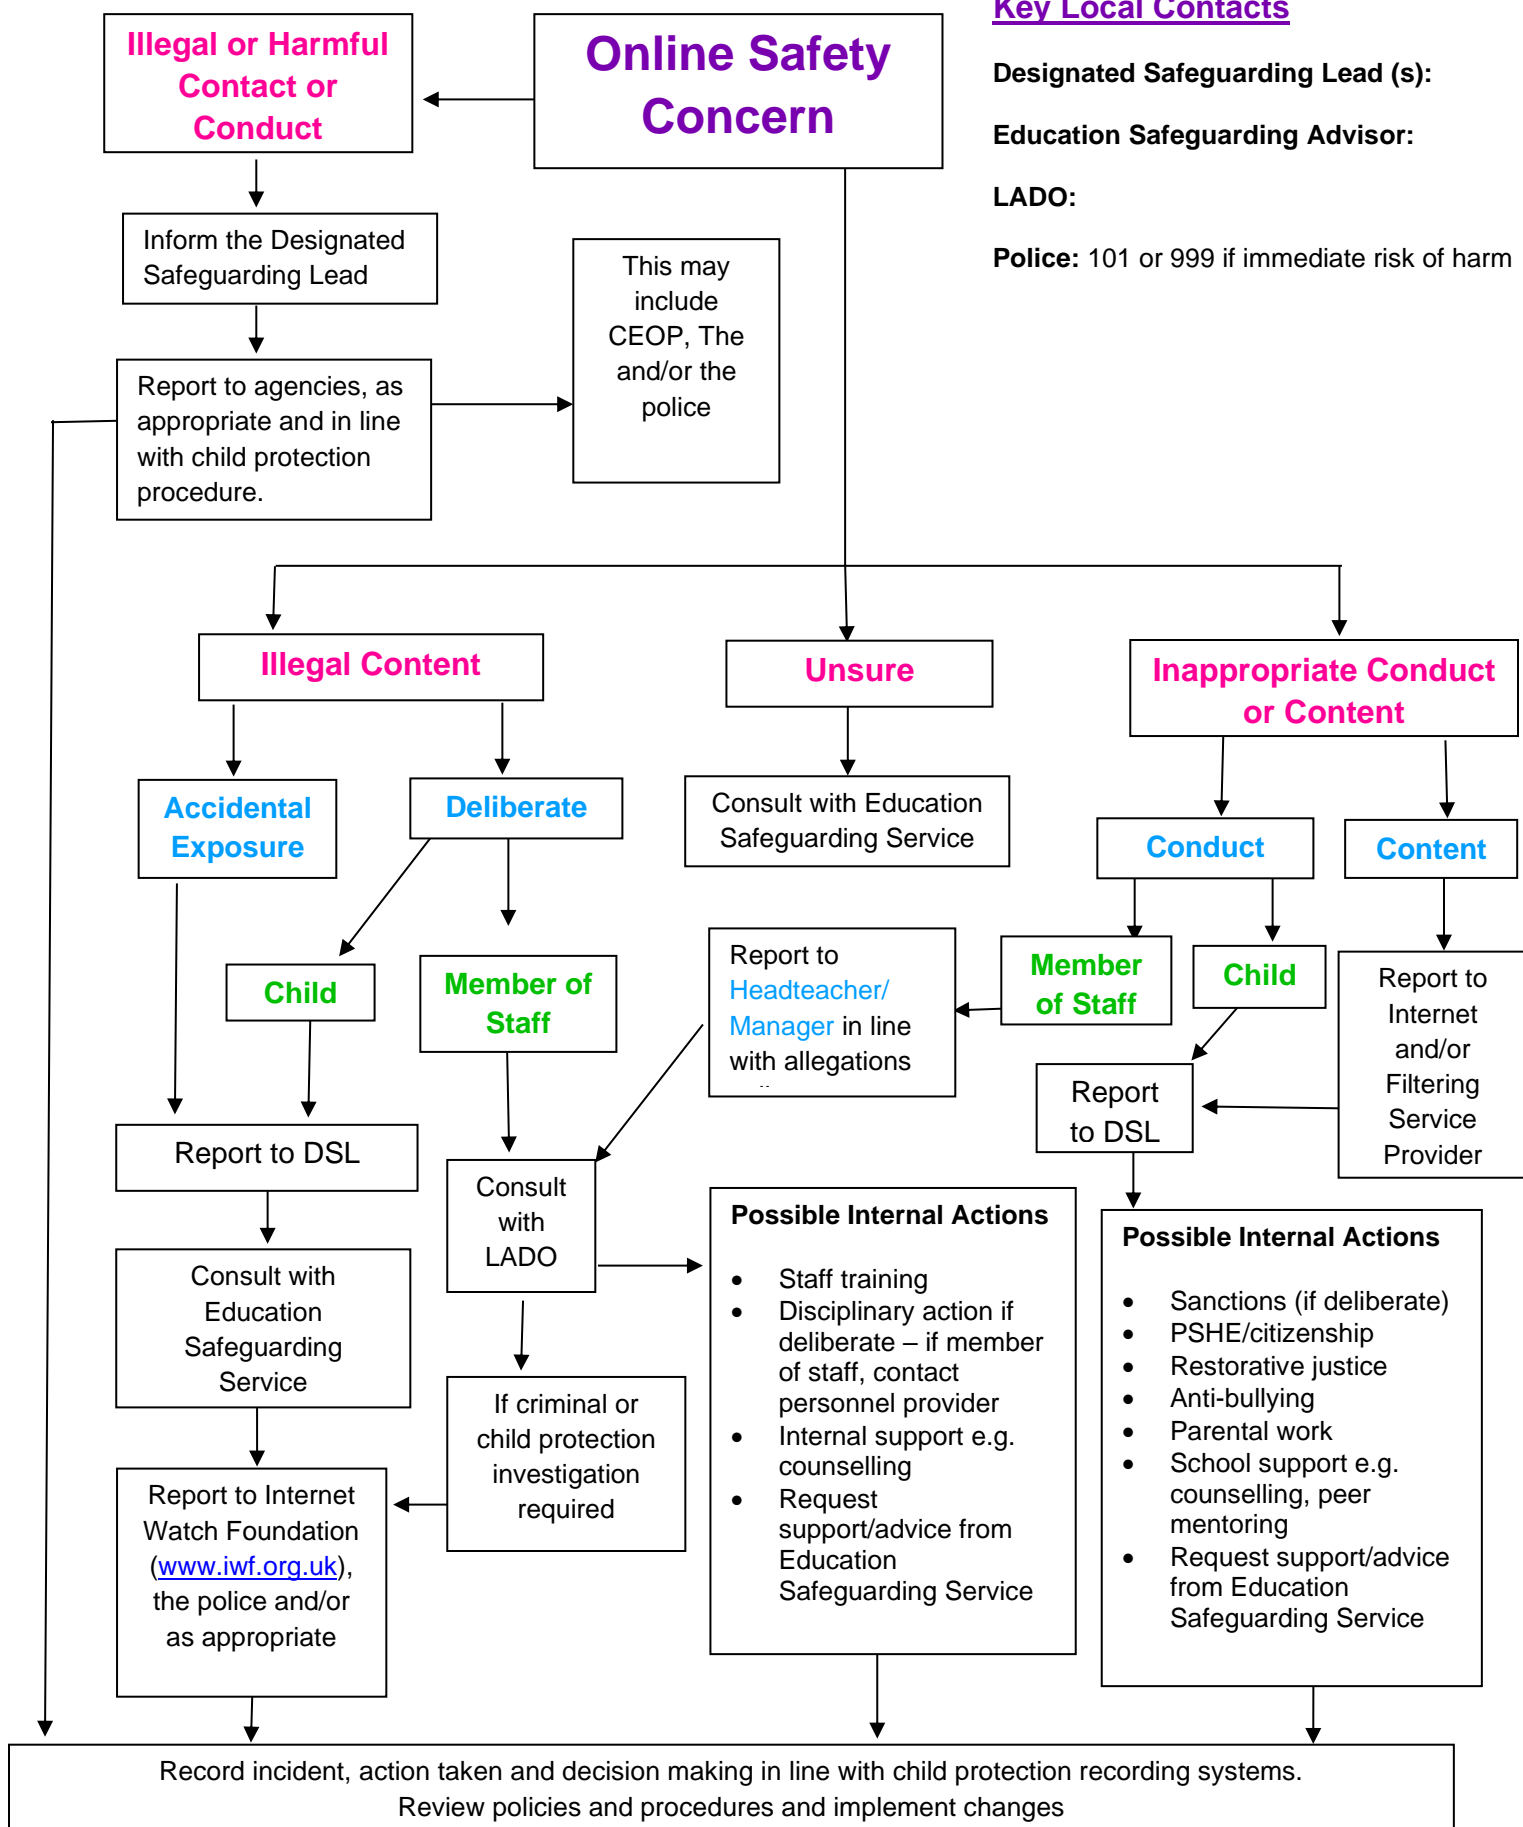 Key Local Contacts
Illegal or Harmful
Contact or
Conduct
Online Safety
Concern
Designated Safeguarding Lead (s):
Education Safeguarding Advisor:
LADO:
Police: 101 or 999 if immediate risk of harm
Inform the Designated
Safeguarding Lead
This may
include
CEOP, The
and/or the
police
Report to agencies, as
appropriate and in line
with child protection
procedure.
Illegal Content
Unsure
Inappropriate Conduct
or Content
Accidental
Exposure
Deliberate
Consult with Education
Safeguarding Service
Conduct
Content
Child
Member of
Staff
Report to
Headteacher/
Manager in line
with allegations
Member
of Staff
Child
Report to
Internet
and/or
Filtering
Service
Provider
Report to DSL
Report
to DSL
Consult
with
LADO
Consult with
Education
Safeguarding
Service
If criminal or
child protection
investigation
required
Report to Internet
Watch Foundation
(www.iwf.org.uk),
the police and/or
as appropriate
Possible Internal Actions
• Staff training
• Disciplinary action if
deliberate – if member
of staff, contact
personnel provider
• Internal support e.g.
counselling
• Request
support/advice from
Education
Safeguarding Service
Possible Internal Actions
• Sanctions (if deliberate)
• PSHE/citizenship
• Restorative justice
• Anti-bullying
• Parental work
• School support e.g.
counselling, peer
mentoring
• Request support/advice
from Education
Safeguarding Service
Record incident, action taken and decision making in line with child protection recording systems.
Review policies and procedures and implement changes